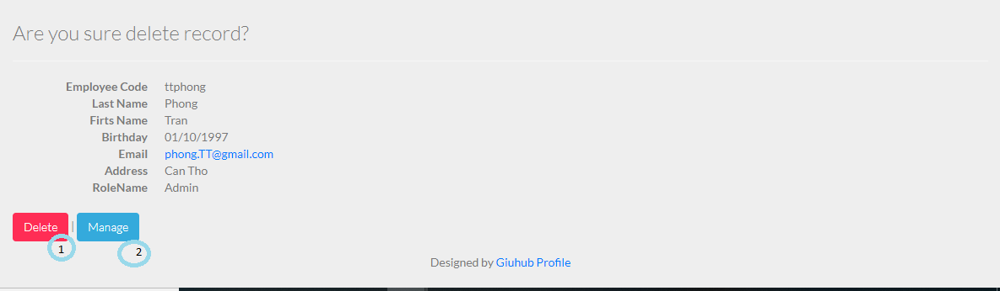 Are you sure delete record?
Employee Code ttphong
Last Name Phong
Firts Name Tran
Birthday 01/10/1997
Email phong.TT@gmail.com
Address Can Tho
RoleName Admin
Delete | Manage
1 2
Designed by Giuhub Profile